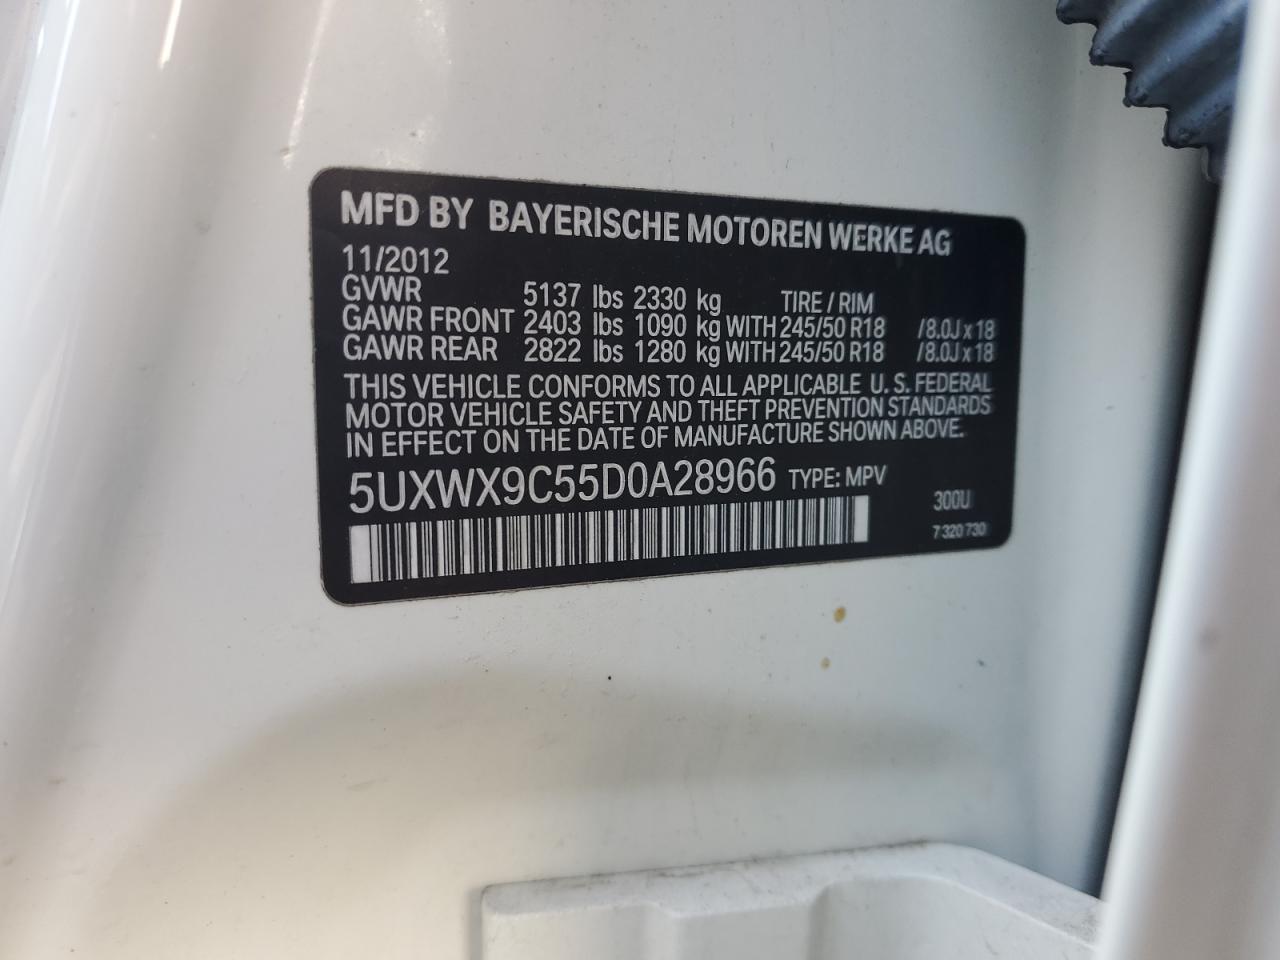 MFD BY BAYERISCHE MOTOREN WERKE AG
11/2012
GVWR 5137 lbs 2330 kg TIRE / RIM
GAWR FRONT 2403 lbs 1090 kg WITH 245/50 R18 /8.0J x 18
GAWR REAR 2822 lbs 1280 kg WITH 245/50 R18 /8.0J x 18
THIS VEHICLE CONFORMS TO ALL APPLICABLE U. S. FEDERAL
MOTOR VEHICLE SAFETY AND THEFT PREVENTION STANDARDS
IN EFFECT ON THE DATE OF MANUFACTURE SHOWN ABOVE.
5UXWX9C55D0A28966 TYPE: MPV
300U
7 320 730